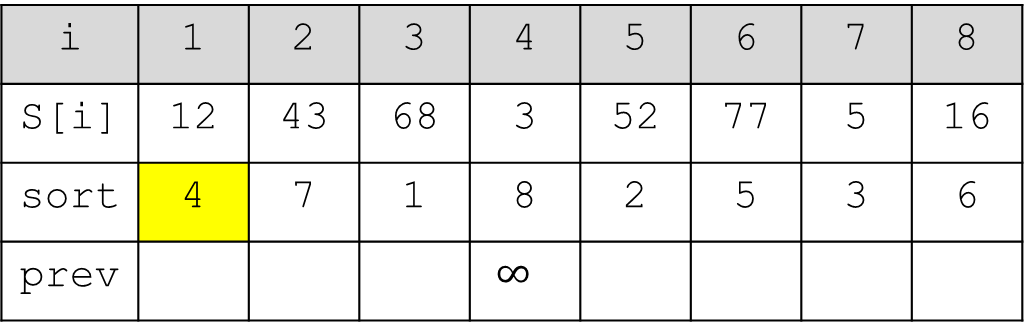 i 1 2 3 4 5 6 7 8
S[i] 12 43 68 3 52 77 5 16
sort 4 7 1 8 2 5 3 6
prev ∞